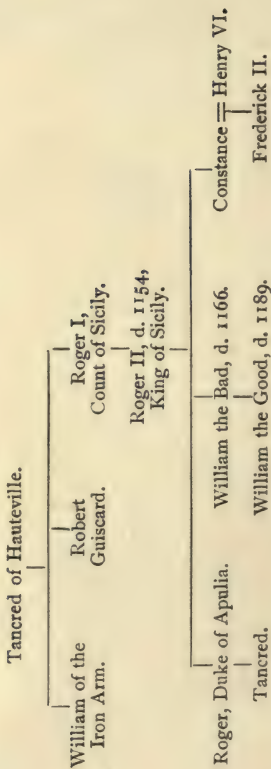 Tancred of Hauteville.
William of the
Iron Arm.
Robert
Guiscard.
Roger I,
Count of Sicily.
Roger II, d. 1154,
King of Sicily.
Roger, Duke of Apulia.
William the Bad, d. 1166.
Constance = Henry VI.
Tancred.
William the Good, d. 1189.
Frederick II.